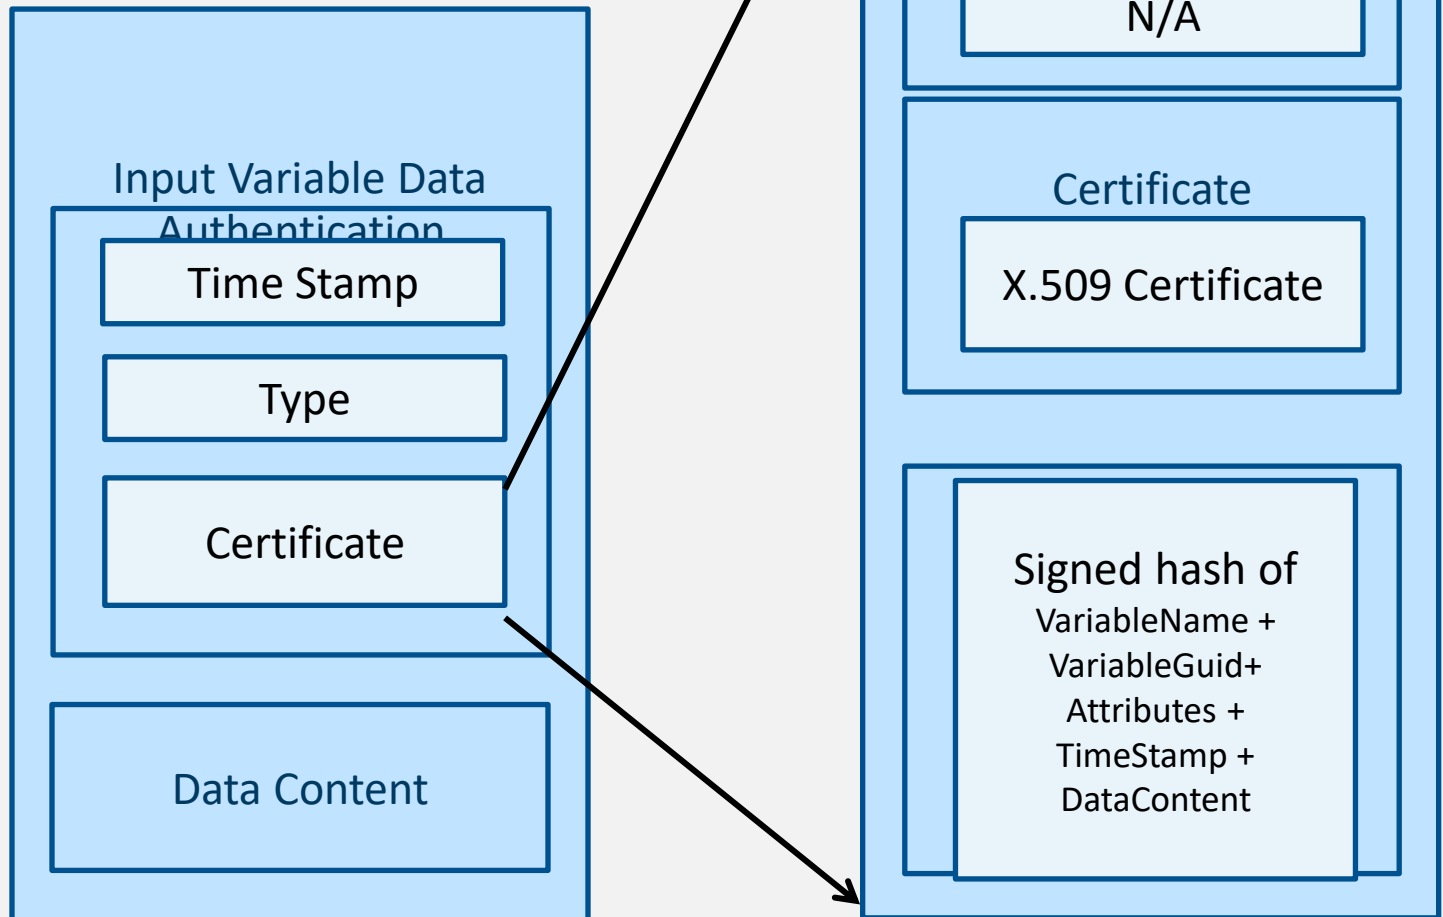 Input Variable Data
Authentication
Time Stamp
Type
Certificate
Data Content
N/A
Certificate
X.509 Certificate
Signed hash of
VariableName +
VariableGuid+
Attributes +
TimeStamp +
DataContent